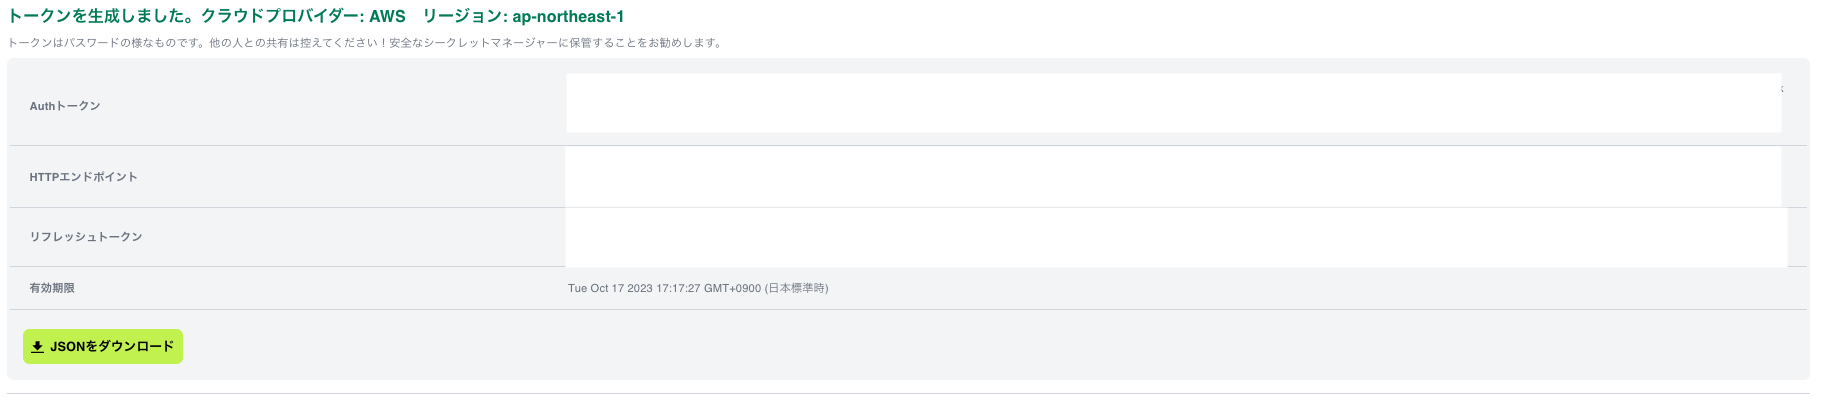 トークンを生成しました。クラウドプロバイダー: AWS　リージョン: ap-northeast-1
トークンはパスワードの様なものです。他の人との共有は控えてください！安全なシークレットマネージャーに保管することをお勧めします。
Authトークン
HTTPエンドポイント
リフレッシュトークン
有効期限 Tue Oct 17 2023 17:17:27 GMT+0900 (日本標準時)
JSONをダウンロード